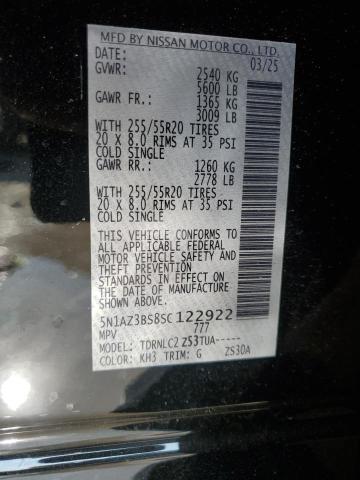 MFD BY NISSAN MOTOR CO., LTD.
DATE: 03/25
GVWR: 2540 KG
5600 LB
GAWR FR.: 1365 KG
3009 LB
WITH 255/55R20 TIRES
20 X 8.0 RIMS AT 35 PSI
COLD SINGLE
GAWR RR.: 1260 KG
2778 LB
WITH 255/55R20 TIRES
20 X 8.0 RIMS AT 35 PSI
COLD SINGLE
THIS VEHICLE CONFORMS TO
ALL APPLICABLE FEDERAL
MOTOR VEHICLE SAFETY AND
THEFT PREVENTION
STANDARDS IN EFFECT ON
THE DATE OF MANUFACTURE
SHOWN ABOVE.
5N1AZ3BS8SC122922
MPV 777
MODEL: TDRNLC2 Z53TUA-----
COLOR: KH3 TRIM: G ZS30A